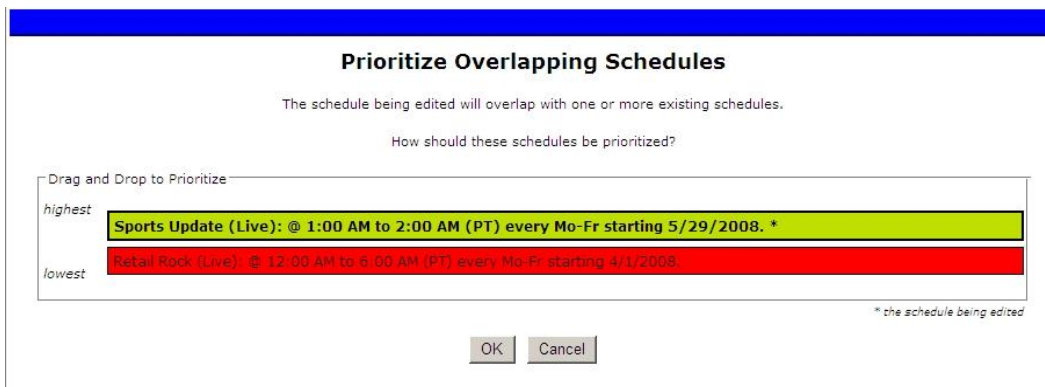 Prioritize Overlapping Schedules
The schedule being edited will overlap with one or more existing schedules.
How should these schedules be prioritized?
Drag and Drop to Prioritize
highest
Sports Update (Live): @ 1:00 AM to 2:00 AM (PT) every Mo-Fr starting 5/29/2008. *
Retail Rock (Live): @ 12:00 AM to 6:00 AM (PT) every Mo-Fr starting 4/1/2008.
lowest
* the schedule being edited
OK Cancel